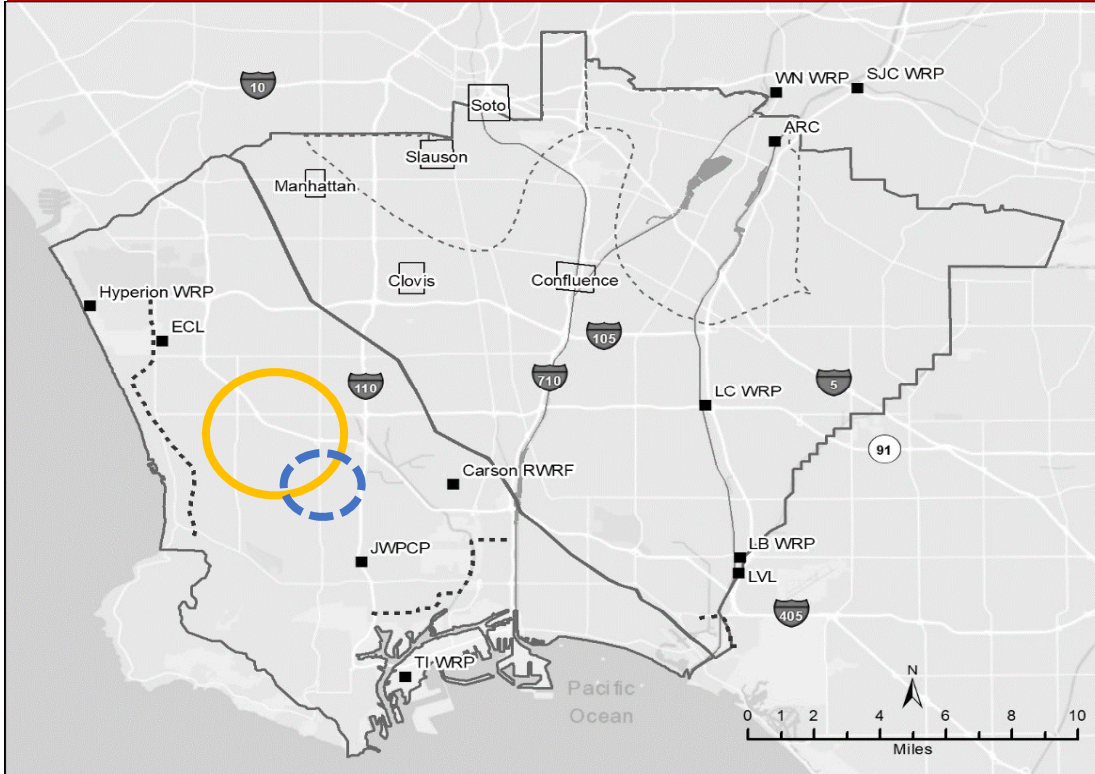 10
WN WRP
SJC WRP
Soto
ARC
Slauson
Manhattan
Clovis
Confluence
Hyperion WRP
ECL
105
110
710
5
LC WRP
91
Carson RWRF
JWPCP
LB WRP
LVL
405
TI WRP
N
Pacific
Ocean
0 1 2 4 6 8 10
Miles